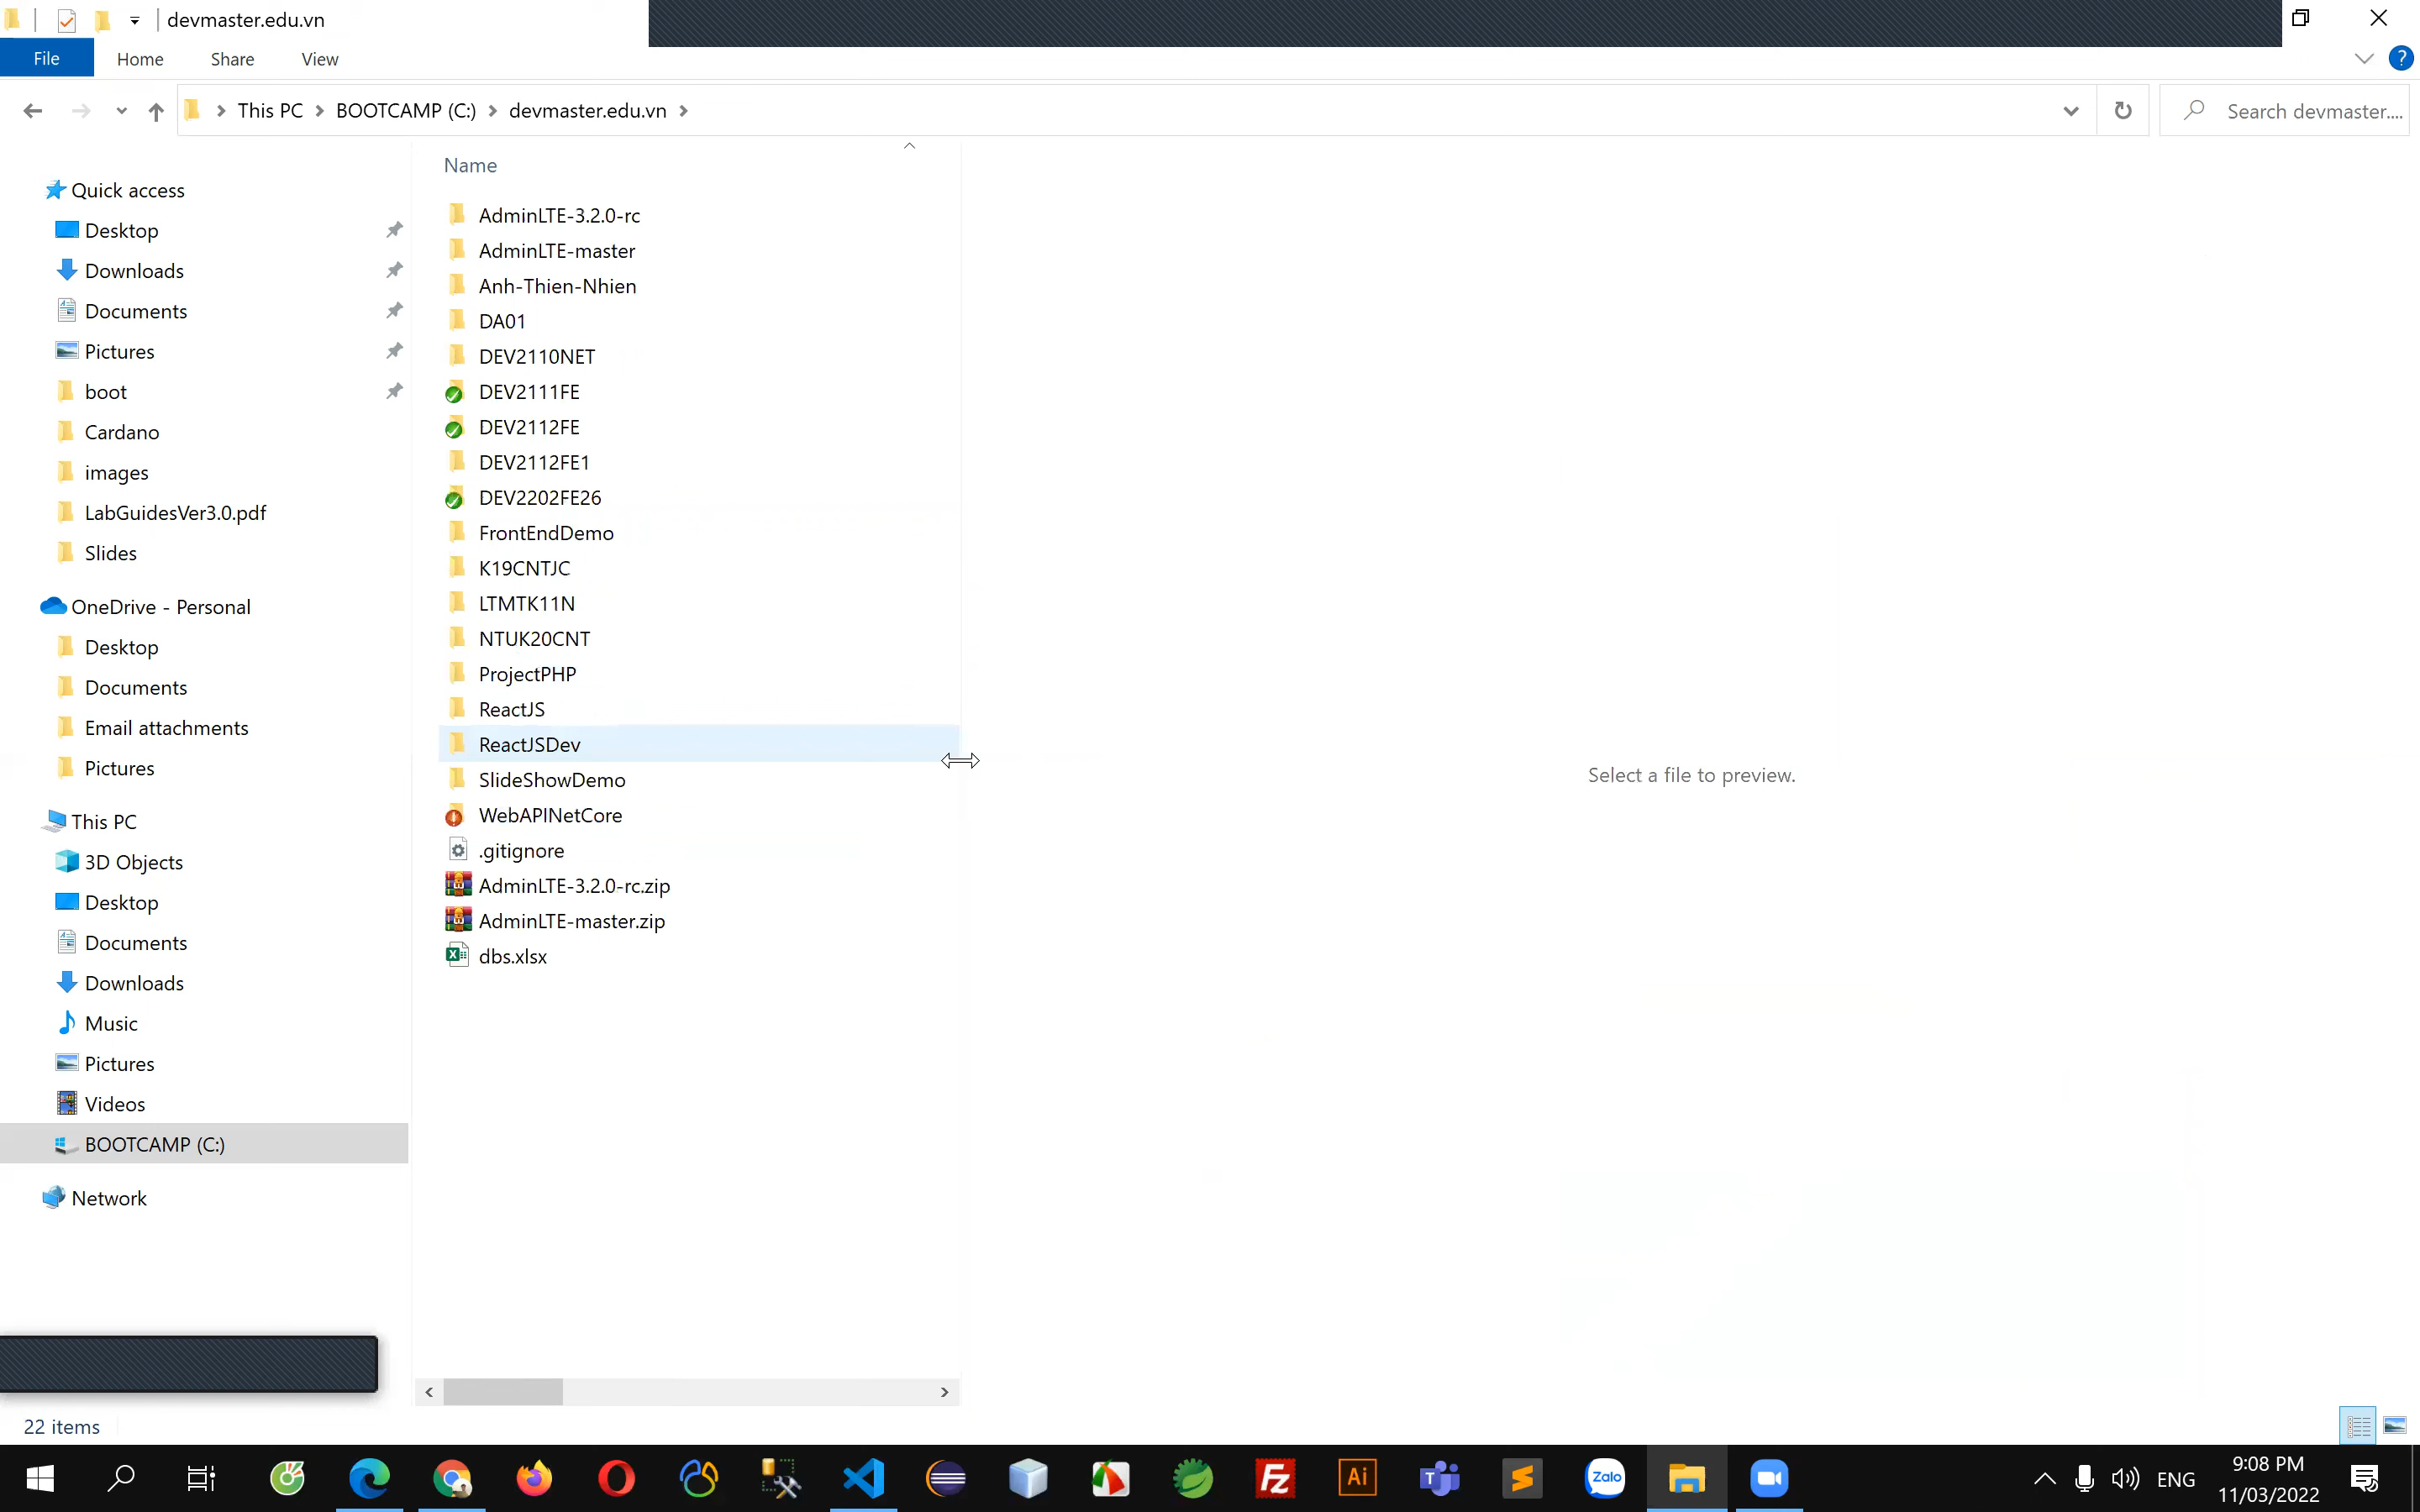 devmaster.edu.vn
File Home Share View
This PC BOOTCAMP (C:) devmaster.edu.vn
Search devmaster....
Quick access
Desktop
Downloads
Documents
Pictures
boot
Cardano
images
LabGuidesVer3.0.pdf
Slides
OneDrive - Personal
Desktop
Documents
Email attachments
Pictures
This PC
3D Objects
Desktop
Documents
Downloads
Music
Pictures
Videos
BOOTCAMP (C:)
Network
Name
AdminLTE-3.2.0-rc
AdminLTE-master
Anh-Thien-Nhien
DA01
DEV2110NET
DEV2111FE
DEV2112FE
DEV2112FE1
DEV2202FE26
FrontEndDemo
K19CNTJC
LTMTK11N
NTUK20CNT
ProjectPHP
ReactJS
ReactJSDev
SlideShowDemo
WebAPINetCore
.gitignore
AdminLTE-3.2.0-rc.zip
AdminLTE-master.zip
dbs.xlsx
Select a file to preview.
22 items
Fz
Ai
T
Zalo
ENG
9:08 PM
11/03/2022